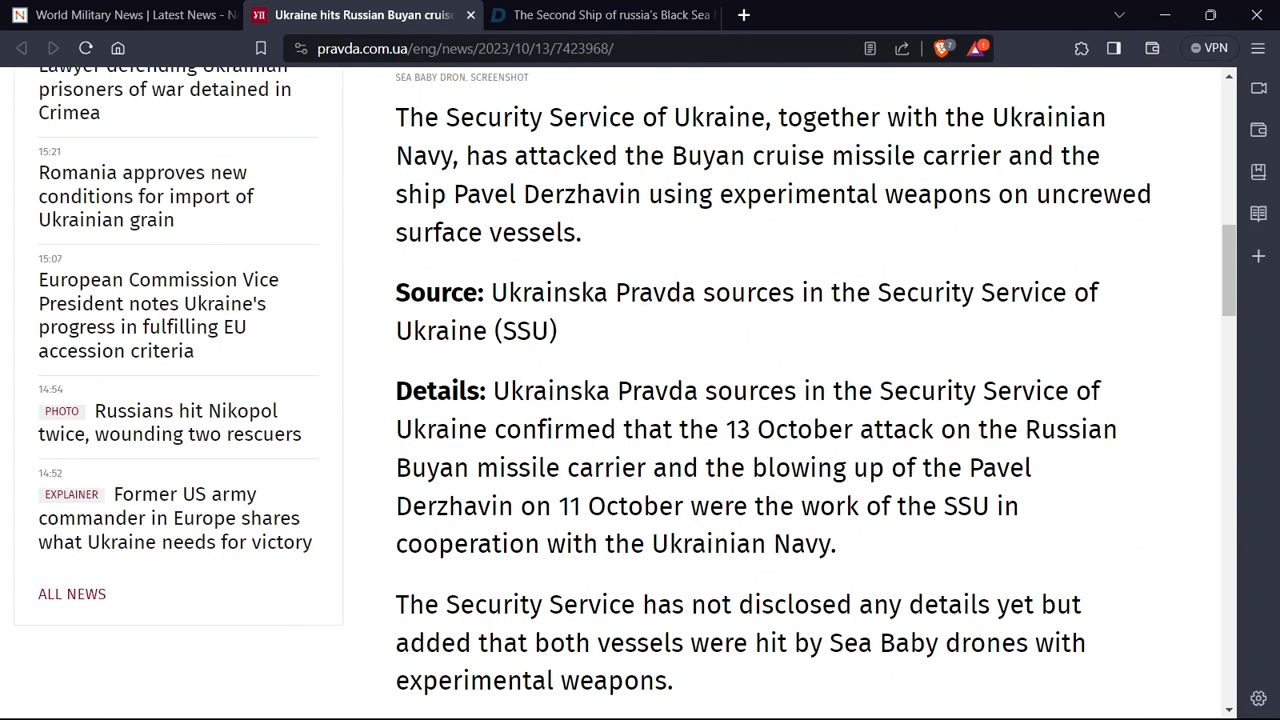 World Military News | Latest News - N
УП
Ukraine hits Russian Buyan cruise
The Second Ship of russia's Black Sea
pravda.com.ua/eng/news/2023/10/13/7423968/
7
1
VPN
Lawyer defending Ukrainian
prisoners of war detained in
Crimea
15:21
Romania approves new
conditions for import of
Ukrainian grain
15:07
European Commission Vice
President notes Ukraine's
progress in fulfilling EU
accession criteria
14:54
PHOTO Russians hit Nikopol
twice, wounding two rescuers
14:52
EXPLAINER Former US army
commander in Europe shares
what Ukraine needs for victory
ALL NEWS
SEA BABY DRON. SCREENSHOT
The Security Service of Ukraine, together with the Ukrainian
Navy, has attacked the Buyan cruise missile carrier and the
ship Pavel Derzhavin using experimental weapons on uncrewed
surface vessels.
Source: Ukrainska Pravda sources in the Security Service of
Ukraine (SSU)
Details: Ukrainska Pravda sources in the Security Service of
Ukraine confirmed that the 13 October attack on the Russian
Buyan missile carrier and the blowing up of the Pavel
Derzhavin on 11 October were the work of the SSU in
cooperation with the Ukrainian Navy.
The Security Service has not disclosed any details yet but
added that both vessels were hit by Sea Baby drones with
experimental weapons.